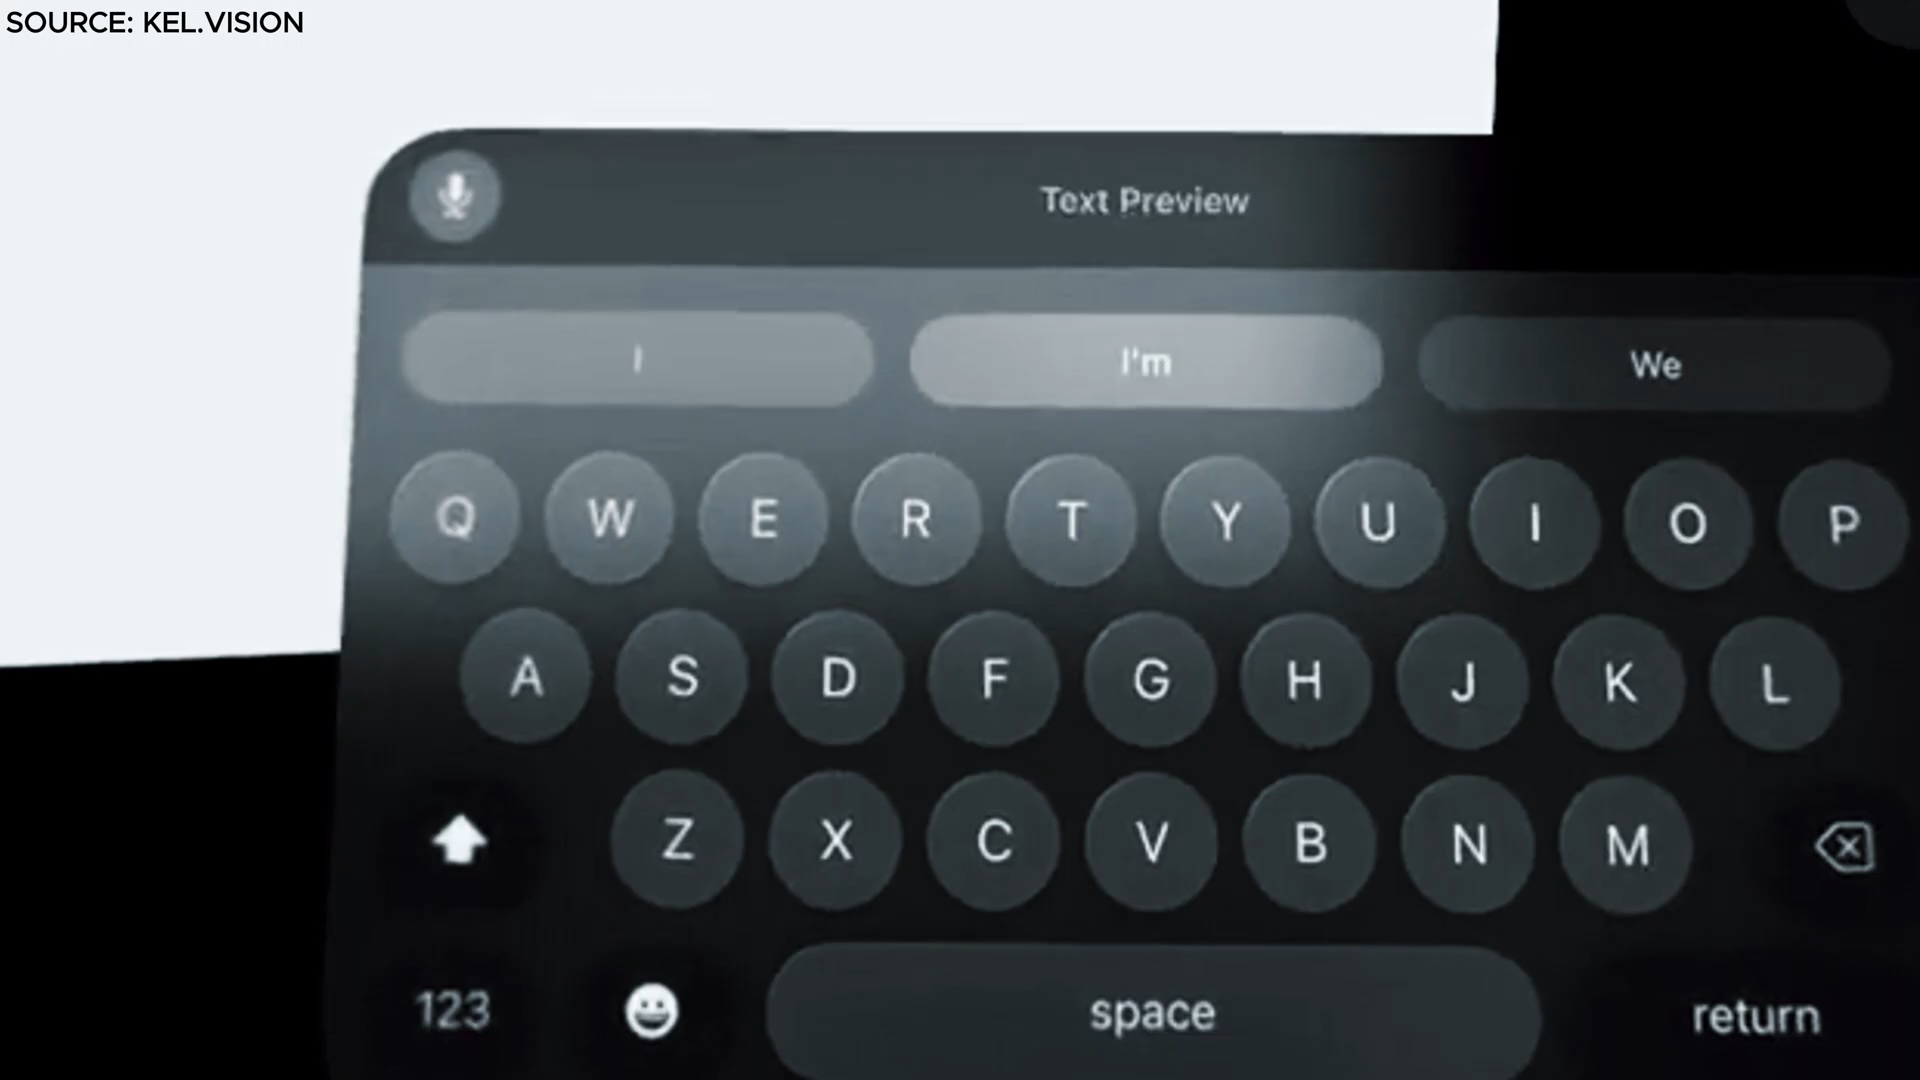 SOURCE: KEL.VISION
Text Preview
I I'm We
Q W E R T Y U I O P
A S D F G H J K L
Z X C V B N M
123 space return